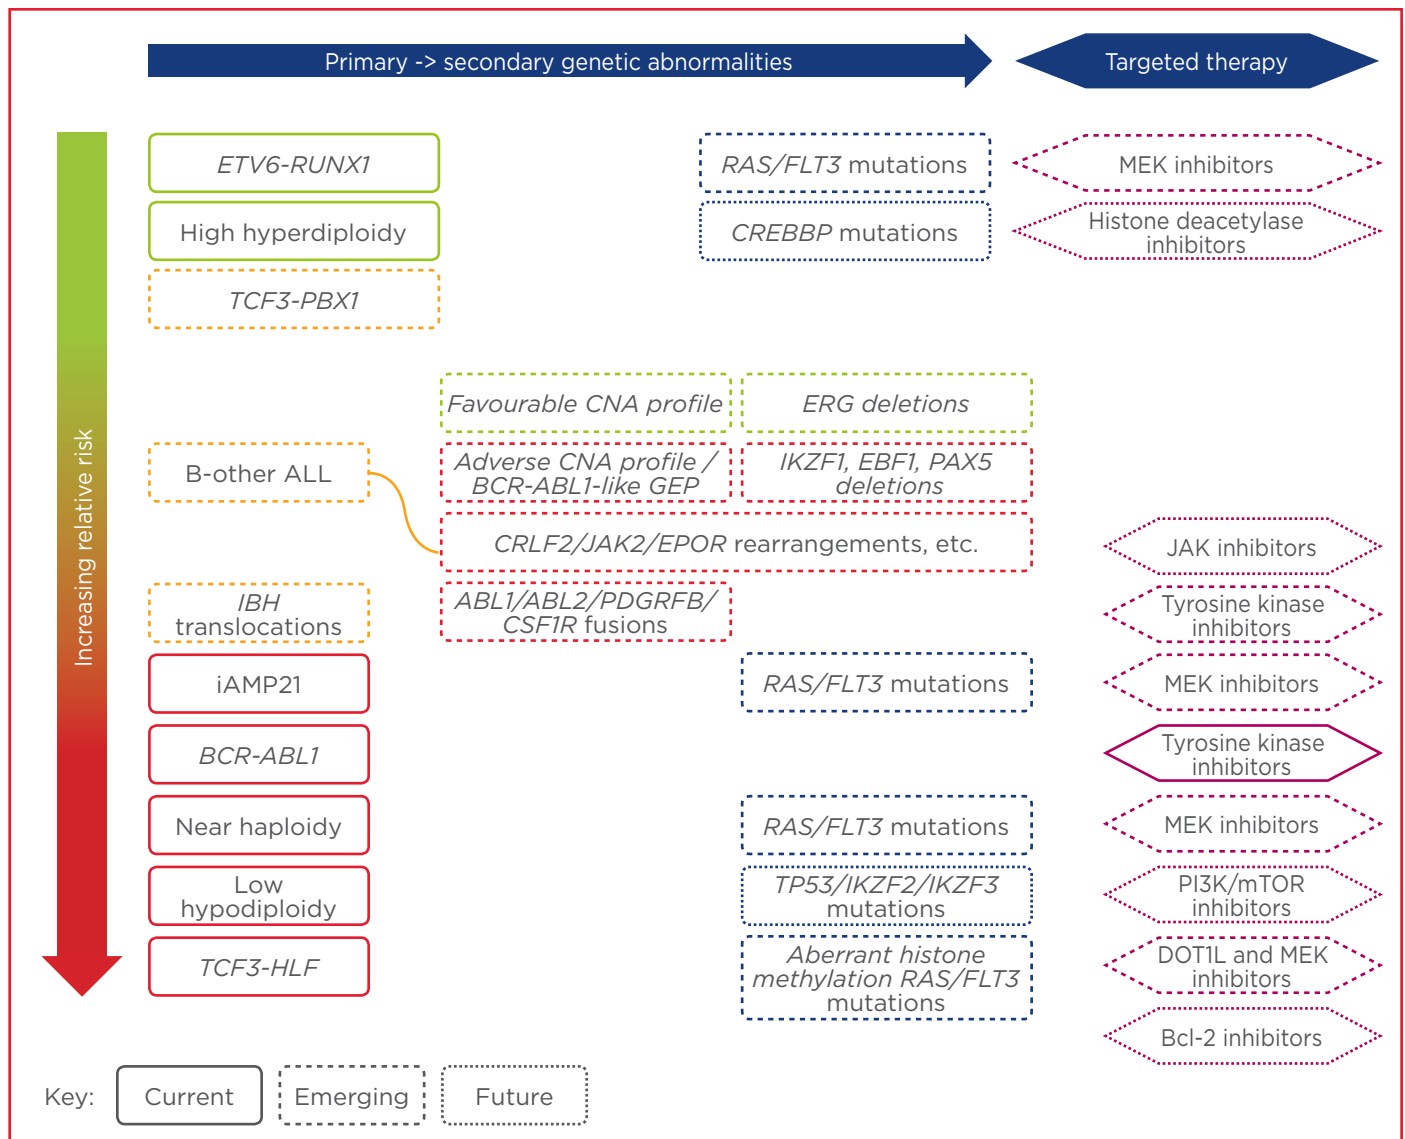 Primary -> secondary genetic abnormalities
Targeted therapy
Increasing relative risk
ETV6-RUNX1
RAS/FLT3 mutations
MEK inhibitors
High hyperdiploidy
CREBBP mutations
Histone deacetylase
inhibitors
TCF3-PBX1
Favourable CNA profile
ERG deletions
B-other ALL
Adverse CNA profile /
BCR-ABL1-like GEP
IKZF1, EBF1, PAX5
deletions
CRLF2/JAK2/EPOR rearrangements, etc.
JAK inhibitors
IBH
translocations
ABL1/ABL2/PDGRFB/
CSF1R fusions
Tyrosine kinase
inhibitors
iAMP21
RAS/FLT3 mutations
MEK inhibitors
BCR-ABL1
Tyrosine kinase
inhibitors
Near haploidy
RAS/FLT3 mutations
MEK inhibitors
Low
hypodiploidy
TP53/IKZF2/IKZF3
mutations
PI3K/mTOR
inhibitors
TCF3-HLF
Aberrant histone
methylation RAS/FLT3
mutations
DOT1L and MEK
inhibitors
Bcl-2 inhibitors
Key:
Current
Emerging
Future